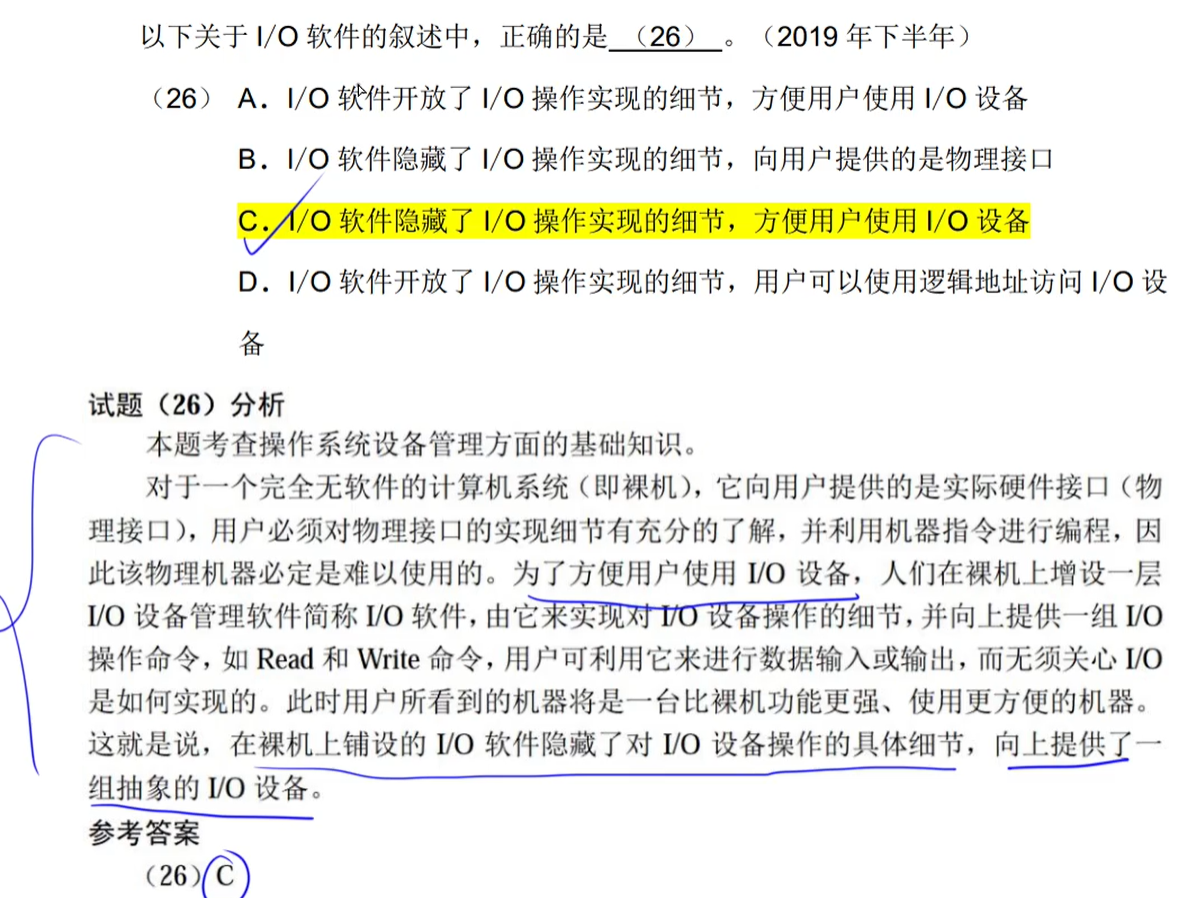 以下关于 I/O 软件的叙述中，正确的是 （26） 。（2019 年下半年）
（26） A．I/O 软件开放了 I/O 操作实现的细节，方便用户使用 I/O 设备
B．I/O 软件隐藏了 I/O 操作实现的细节，向用户提供的是物理接口
C．I/O 软件隐藏了 I/O 操作实现的细节，方便用户使用 I/O 设备
D．I/O 软件开放了 I/O 操作实现的细节，用户可以使用逻辑地址访问 I/O 设
备
试题（26）分析
本题考查操作系统设备管理方面的基础知识。
对于一个完全无软件的计算机系统（即裸机），它向用户提供的是实际硬件接口（物
理接口），用户必须对物理接口的实现细节有充分的了解，并利用机器指令进行编程，因
此该物理机器必定是难以使用的。为了方便用户使用 I/O 设备，人们在裸机上增设一层
I/O 设备管理软件简称 I/O 软件，由它来实现对 I/O 设备操作的细节，并向上提供一组 I/O
操作命令，如 Read 和 Write 命令，用户可利用它来进行数据输入或输出，而无须关心 I/O
是如何实现的。此时用户所看到的机器将是一台比裸机功能更强、使用更方便的机器。
这就是说，在裸机上铺设的 I/O 软件隐藏了对 I/O 设备操作的具体细节，向上提供了一
组抽象的 I/O 设备。
参考答案
（26）C